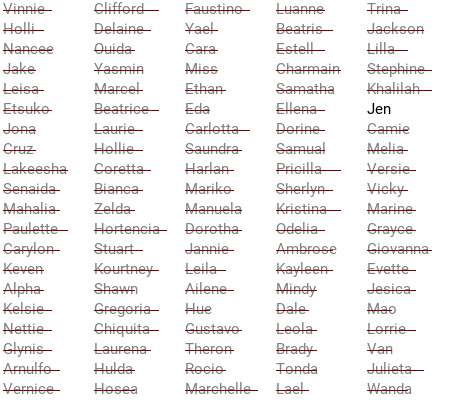 Vinnie Clifford Faustino Luanne Trina
Holli Delaine Yael Beatris Jackson
Nancee Ouida Cara Estell Lilla
Jake Yasmin Miss Charmain Stephine
Leisa Marcel Ethan Samatha Khalilah
Etsuko Beatrice Eda Ellena Jen
Jona Laurie Carlotta Dorine Camie
Cruz Hollie Saundra Samual Melia
Lakeesha Coretta Harlan Pricilla Versie
Senaida Bianca Mariko Sherlyn Vicky
Mahalia Zelda Manuela Kristina Marine
Paulette Hortencia Dorotha Odelia Grayce
Carylon Stuart Jannie Ambrose Giovanna
Keven Kourtney Leila Kayleen Evette
Alpha Shawn Ailene Mindy Jesica
Kelsie Gregoria Hue Dale Mao
Nettie Chiquita Gustavo Leola Lorrie
Glynis Laurena Theron Brady Van
Arnulfo Hulda Rocio Tonda Julieta
Vernice Hosea Marchelle Lael Wanda